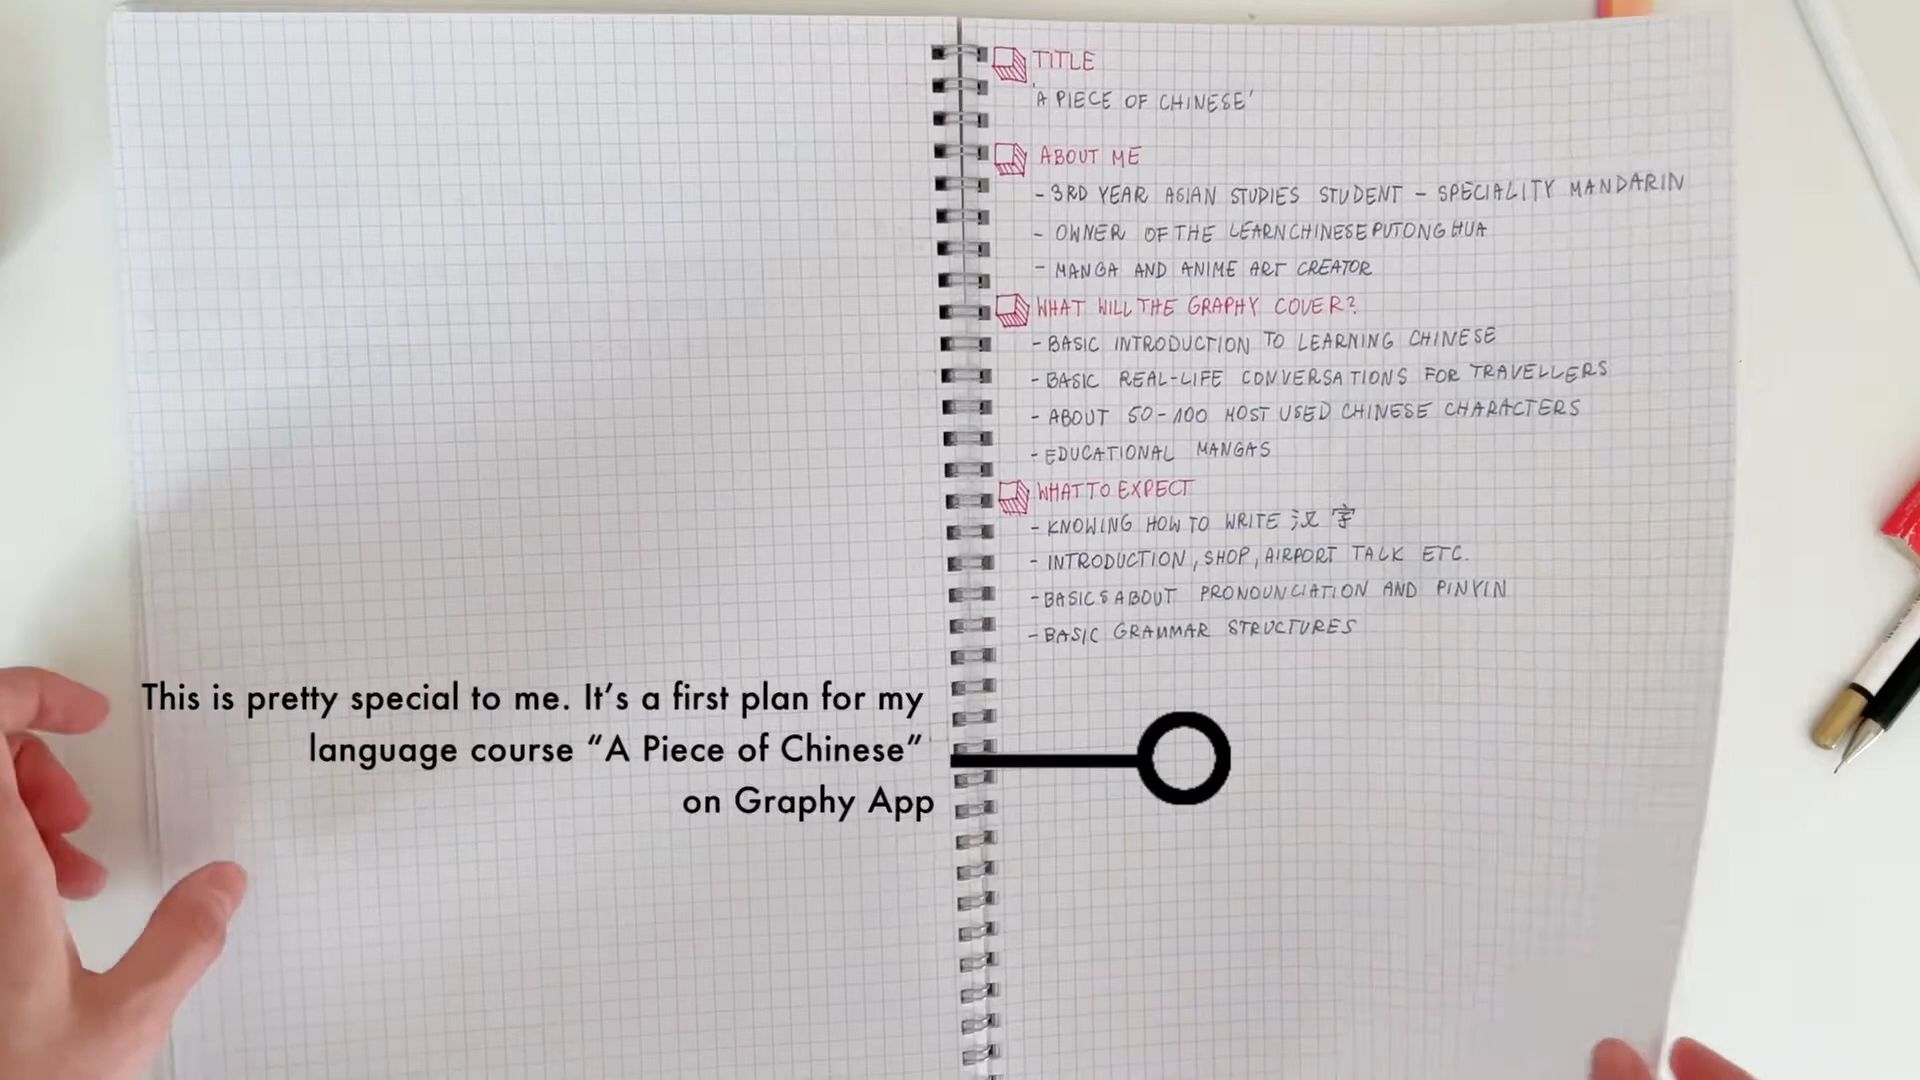 TITLE
'A PIECE OF CHINESE'
ABOUT ME
- 3RD YEAR ASIAN STUDIES STUDENT - SPECIALITY MANDARIN
- OWNER OF THE LEARNCHINESEPUTONGHUA
- MANGA AND ANIME ART CREATOR
WHAT WILL THE GRAPHY COVER?
- BASIC INTRODUCTION TO LEARNING CHINESE
- BASIC REAL-LIFE CONVERSATIONS FOR TRAVELLERS
- ABOUT 50-100 MOST USED CHINESE CHARACTERS
- EDUCATIONAL MANGAS
WHAT TO EXPECT
- KNOWING HOW TO WRITE 汉字
- INTRODUCTION, SHOP, AIRPORT TALK ETC.
- BASICS ABOUT PRONOUNCIATION AND PINYIN
- BASIC GRAMMAR STRUCTURES
This is pretty special to me. It's a first plan for my
language course “A Piece of Chinese”
on Graphy App